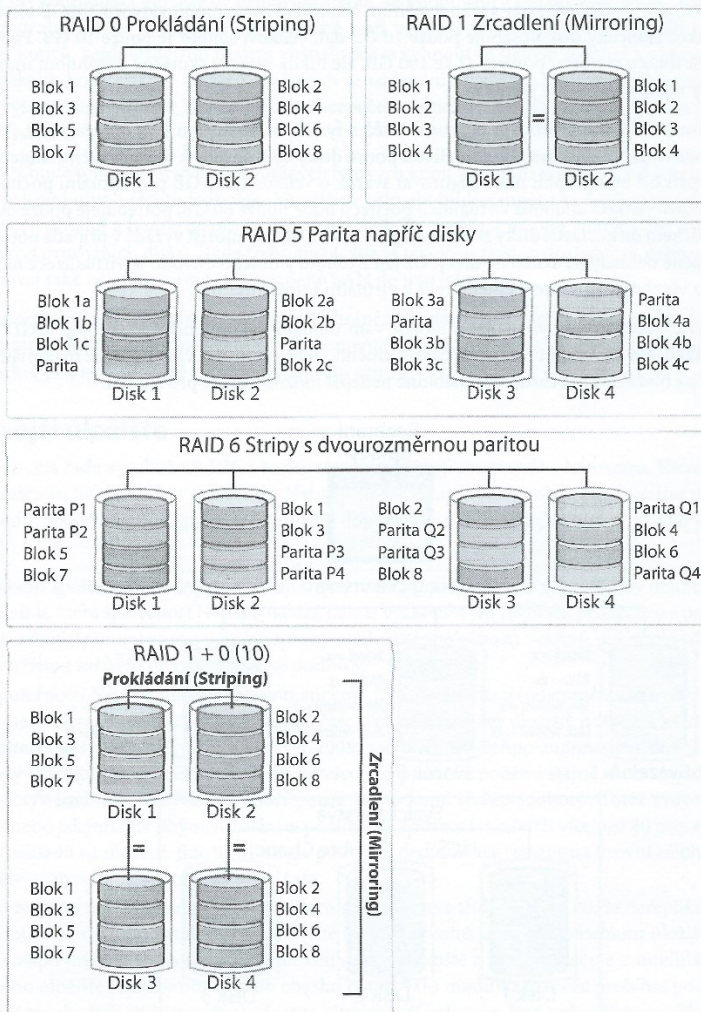 RAID 0 Prokládání (Striping)
Blok 1
Blok 3
Blok 5
Blok 7
Disk 1
Blok 2
Blok 4
Blok 6
Blok 8
Disk 2
RAID 1 Zrcadlení (Mirroring)
Blok 1
Blok 2
Blok 3
Blok 4
Disk 1
=
Blok 1
Blok 2
Blok 3
Blok 4
Disk 2
RAID 5 Parita napříč disky
Blok 1a
Blok 1b
Blok 1c
Parita
Disk 1
Blok 2a
Blok 2b
Parita
Blok 2c
Disk 2
Blok 3a
Parita
Blok 3b
Blok 3c
Disk 3
Parita
Blok 4a
Blok 4b
Blok 4c
Disk 4
RAID 6 Stripy s dvourozměrnou paritou
Parita P1
Parita P2
Blok 5
Blok 7
Disk 1
Blok 1
Blok 3
Parita P3
Parita P4
Disk 2
Blok 2
Parita Q2
Parita Q3
Blok 8
Disk 3
Parita Q1
Blok 4
Blok 6
Parita Q4
Disk 4
RAID 1 + 0 (10)
Prokládání (Striping)
Blok 1
Blok 3
Blok 5
Blok 7
Disk 1
Blok 2
Blok 4
Blok 6
Blok 8
Disk 2
=
=
Blok 1
Blok 3
Blok 5
Blok 7
Disk 3
Blok 2
Blok 4
Blok 6
Blok 8
Disk 4
Zrcadlení (Mirroring)